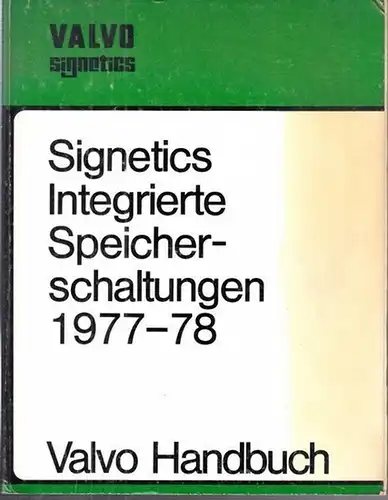 VALVO
signetics
Signetics
Integrierte
Speicher-
schaltungen
1977–78
Valvo Handbuch